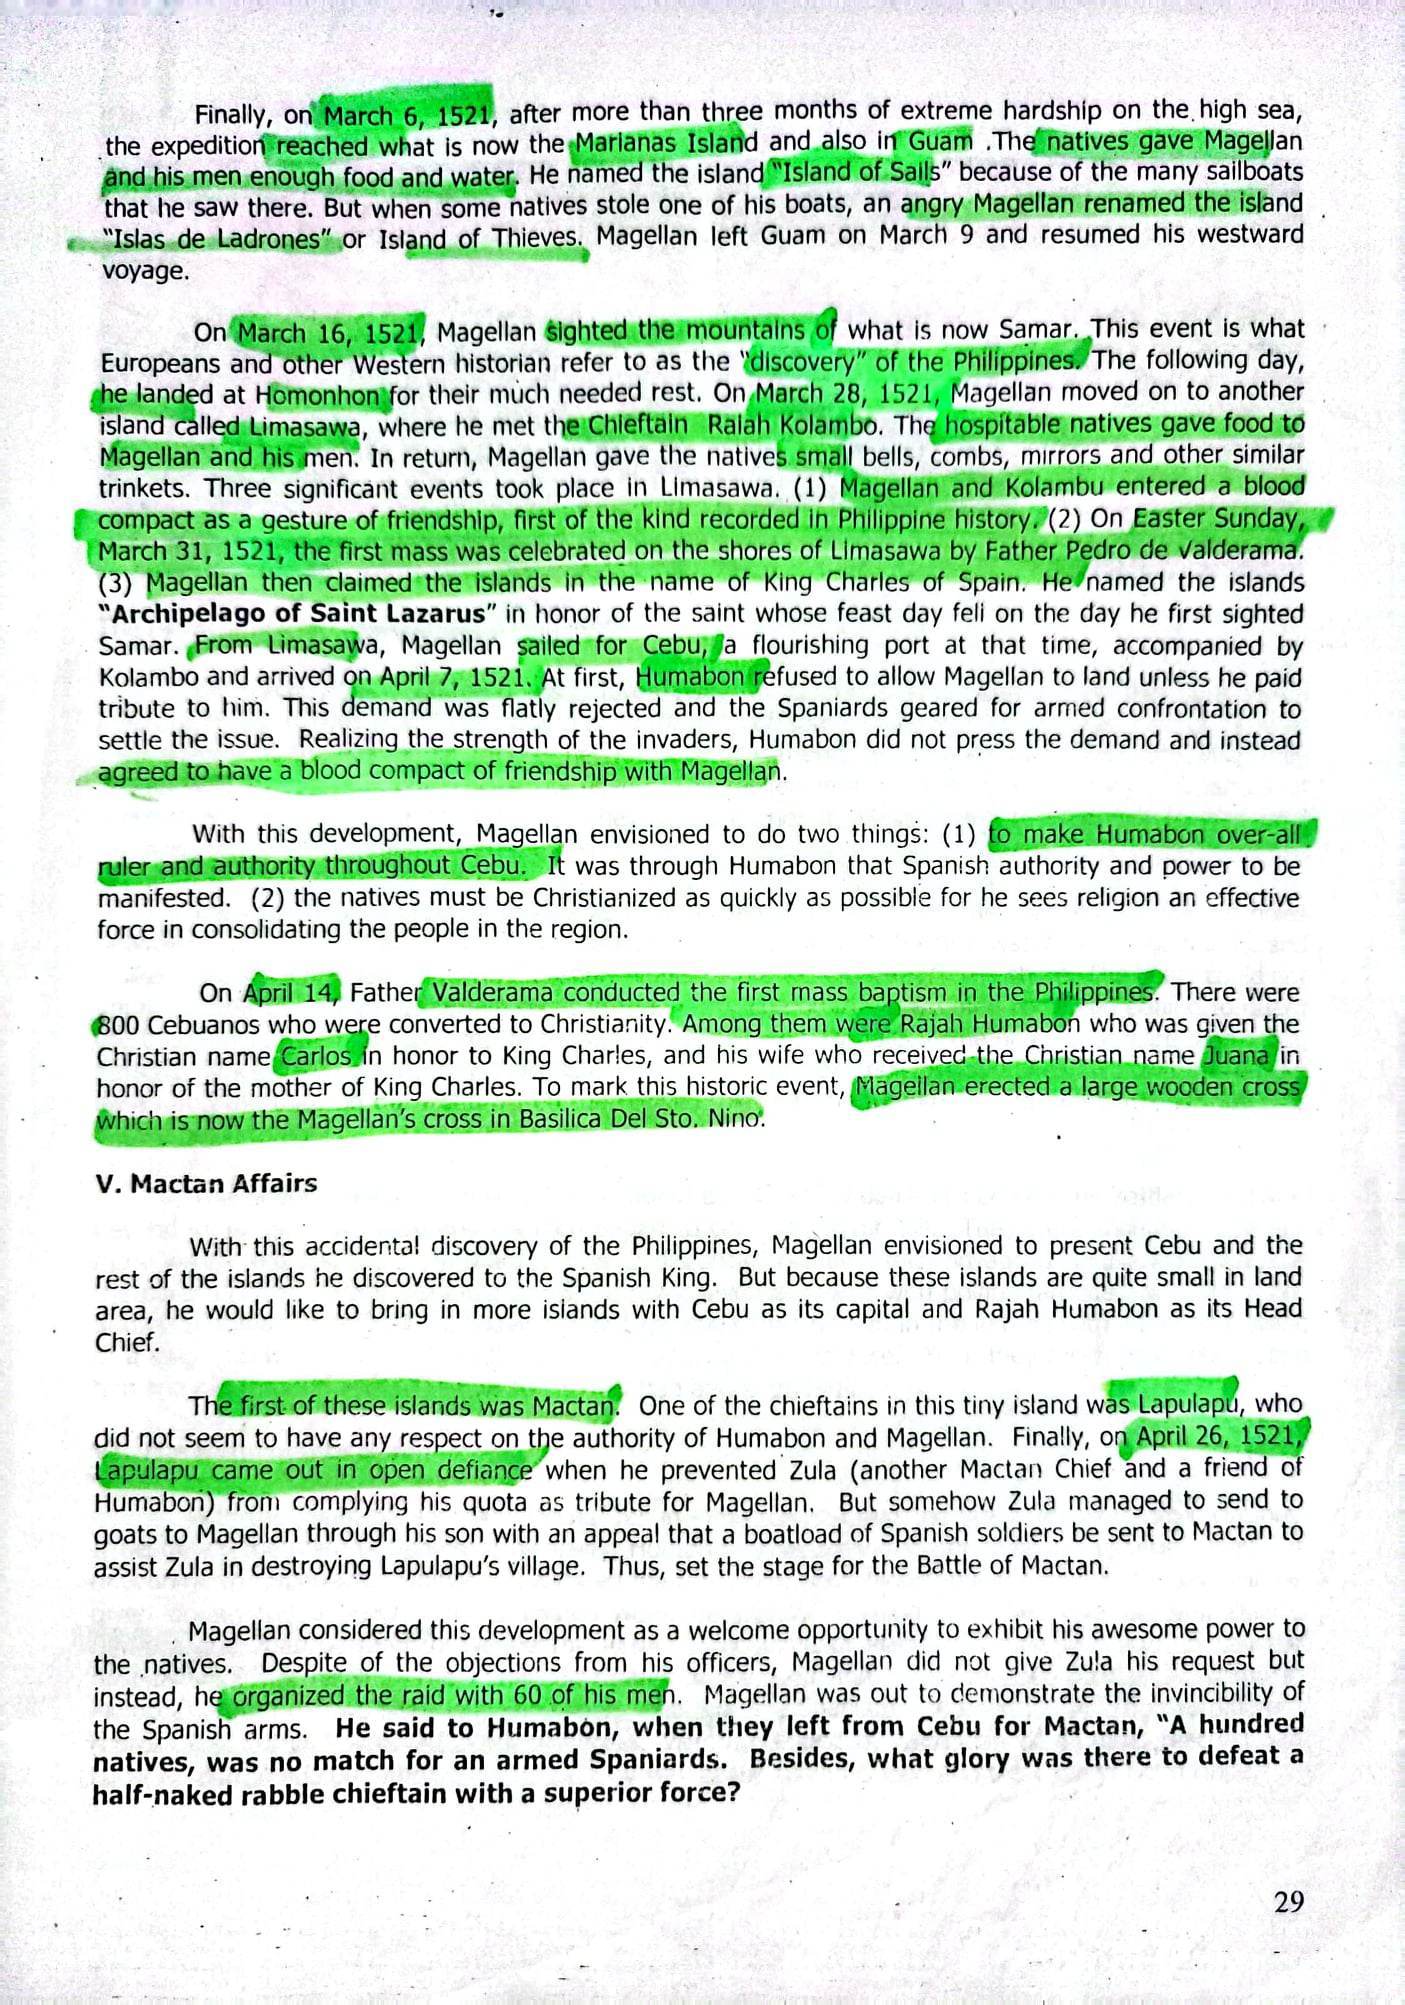 Finally, on March 6, 1521, after more than three months of extreme hardship on the high sea,
the expedition reached what is now the Marianas Island and also in Guam .The natives gave Magellan
and his men enough food and water. He named the island "Island of Sails" because of the many sailboats
that he saw there. But when some natives stole one of his boats, an angry Magellan renamed the island
"Islas de Ladrones" or Island of Thieves. Magellan left Guam on March 9 and resumed his westward
voyage.
On March 16, 1521, Magellan sighted the mountains of what is now Samar. This event is what
Europeans and other Western historian refer to as the "discovery" of the Philippines. The following day,
he landed at Homonhon for their much needed rest. On March 28, 1521, Magellan moved on to another
island called Limasawa, where he met the Chieftain Ralah Kolambo. The hospitable natives gave food to
Magellan and his men. In return, Magellan gave the natives small bells, combs, mirrors and other similar
trinkets. Three significant events took place in Limasawa. (1) Magellan and Kolambu entered a blood
compact as a gesture of friendship, first of the kind recorded in Philippine history. (2) On Easter Sunday,
March 31, 1521, the first mass was celebrated on the shores of Limasawa by Father Pedro de Valderama.
(3) Magellan then claimed the islands in the name of King Charles of Spain. He named the islands
"Archipelago of Saint Lazarus" in honor of the saint whose feast day fell on the day he first sighted
Samar. From Limasawa, Magellan sailed for Cebu, a flourishing port at that time, accompanied by
Kolambo and arrived on April 7, 1521. At first, Humabon refused to allow Magellan to land unless he paid
tribute to him. This demand was flatly rejected and the Spaniards geared for armed confrontation to
settle the issue. Realizing the strength of the invaders, Humabon did not press the demand and instead
agreed to have a blood compact of friendship with Magellan.
With this development, Magellan envisioned to do two things: (1) to make Humabon over-all
ruler and authority throughout Cebu. It was through Humabon that Spanish authority and power to be
manifested. (2) the natives must be Christianized as quickly as possible for he sees religion an effective
force in consolidating the people in the region.
On April 14, Father Valderama conducted the first mass baptism in the Philippines. There were
800 Cebuanos who were converted to Christianity. Among them were Rajah Humabon who was given the
Christian name Carlos in honor to King Charles, and his wife who received the Christian name Juana in
honor of the mother of King Charles. To mark this historic event, Magellan erected a large wooden cross
which is now the Magellan's cross in Basilica Del Sto. Nino.
V. Mactan Affairs
With this accidental discovery of the Philippines, Magellan envisioned to present Cebu and the
rest of the islands he discovered to the Spanish King. But because these islands are quite small in land
area, he would like to bring in more islands with Cebu as its capital and Rajah Humabon as its Head
Chief.
The first of these islands was Mactan. One of the chieftains in this tiny island was Lapulapu, who
did not seem to have any respect on the authority of Humabon and Magellan. Finally, on April 26, 1521,
Lapulapu came out in open defiance when he prevented Zula (another Mactan Chief and a friend of
Humabon) from complying his quota as tribute for Magellan. But somehow Zula managed to send to
goats to Magellan through his son with an appeal that a boatload of Spanish soldiers be sent to Mactan to
assist Zula in destroying Lapulapu's village. Thus, set the stage for the Battle of Mactan.
Magellan considered this development as a welcome opportunity to exhibit his awesome power to
the natives. Despite of the objections from his officers, Magellan did not give Zula his request but
instead, he organized the raid with 60 of his men. Magellan was out to demonstrate the invincibility of
the Spanish arms. He said to Humabon, when they left from Cebu for Mactan, "A hundred
natives, was no match for an armed Spaniards. Besides, what glory was there to defeat a
half-naked rabble chieftain with a superior force?
29